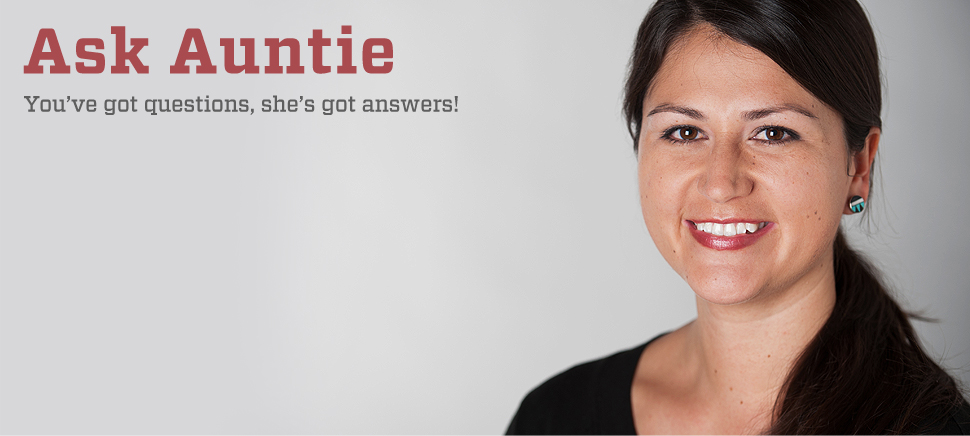 Ask Auntie
You’ve got questions, she’s got answers!